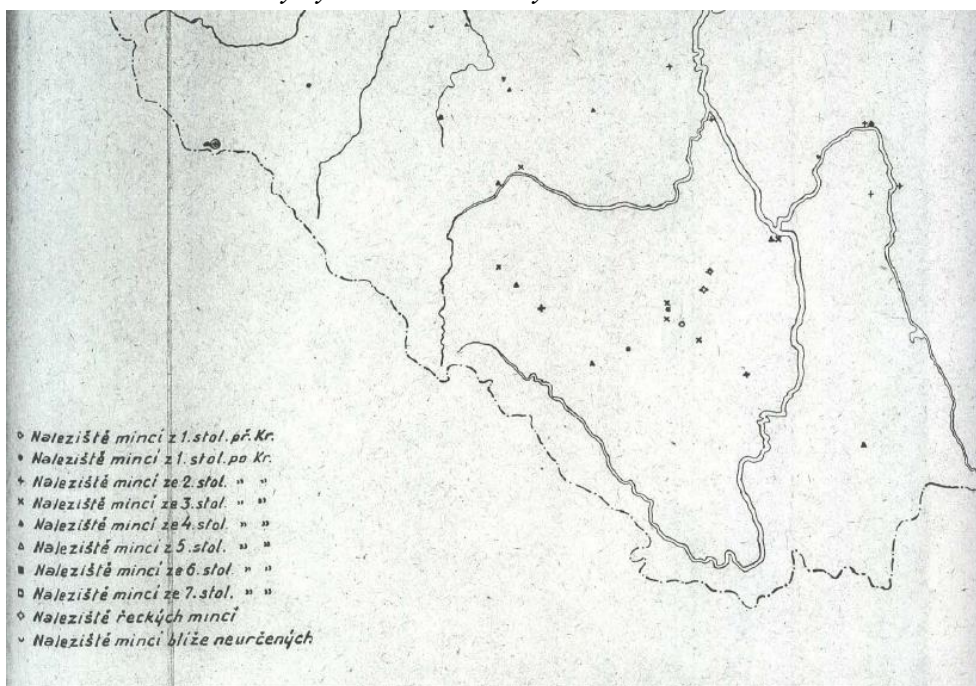 Naleziště mincí z 1. stol. př. Kr.
Naleziště mincí z 1. stol. po Kr.
Naleziště mincí ze 2. stol. " "
Naleziště mincí ze 3. stol. " "
Naleziště mincí ze 4. stol. " "
Naleziště mincí z 5. stol. " "
Naleziště mincí ze 6. stol. " "
Naleziště mincí ze 7. stol. " "
Naleziště řeckých mincí
Naleziště mincí blíže neurčených